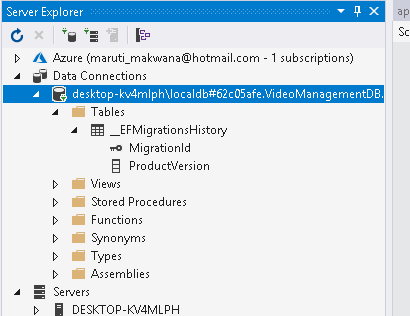 Server Explorer
ap
Sc
Azure (maruti_makwana@hotmail.com - 1 subscriptions)
Data Connections
desktop-kv4mlph\localdb#62c05afe.VideoManagementDB.
Tables
__EFMigrationsHistory
MigrationId
ProductVersion
Views
Stored Procedures
Functions
Synonyms
Types
Assemblies
Servers
DESKTOP-KV4MLPH